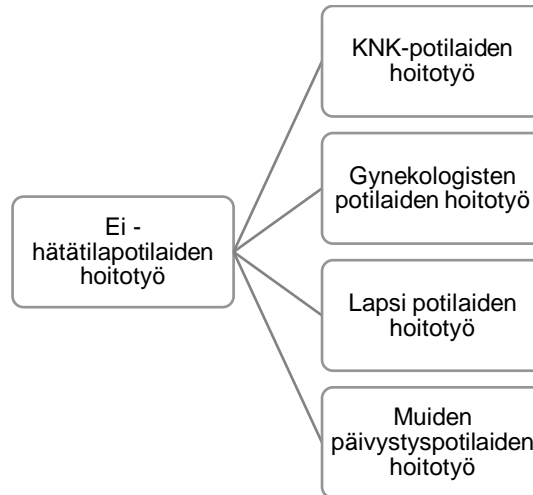 KNK-potilaiden
hoitotyö
Gynekologisten
potilaiden hoitotyö
Ei -
hätätilapotilaiden
hoitotyö
Lapsi potilaiden
hoitotyö
Muiden
päivystyspotilaiden
hoitotyö